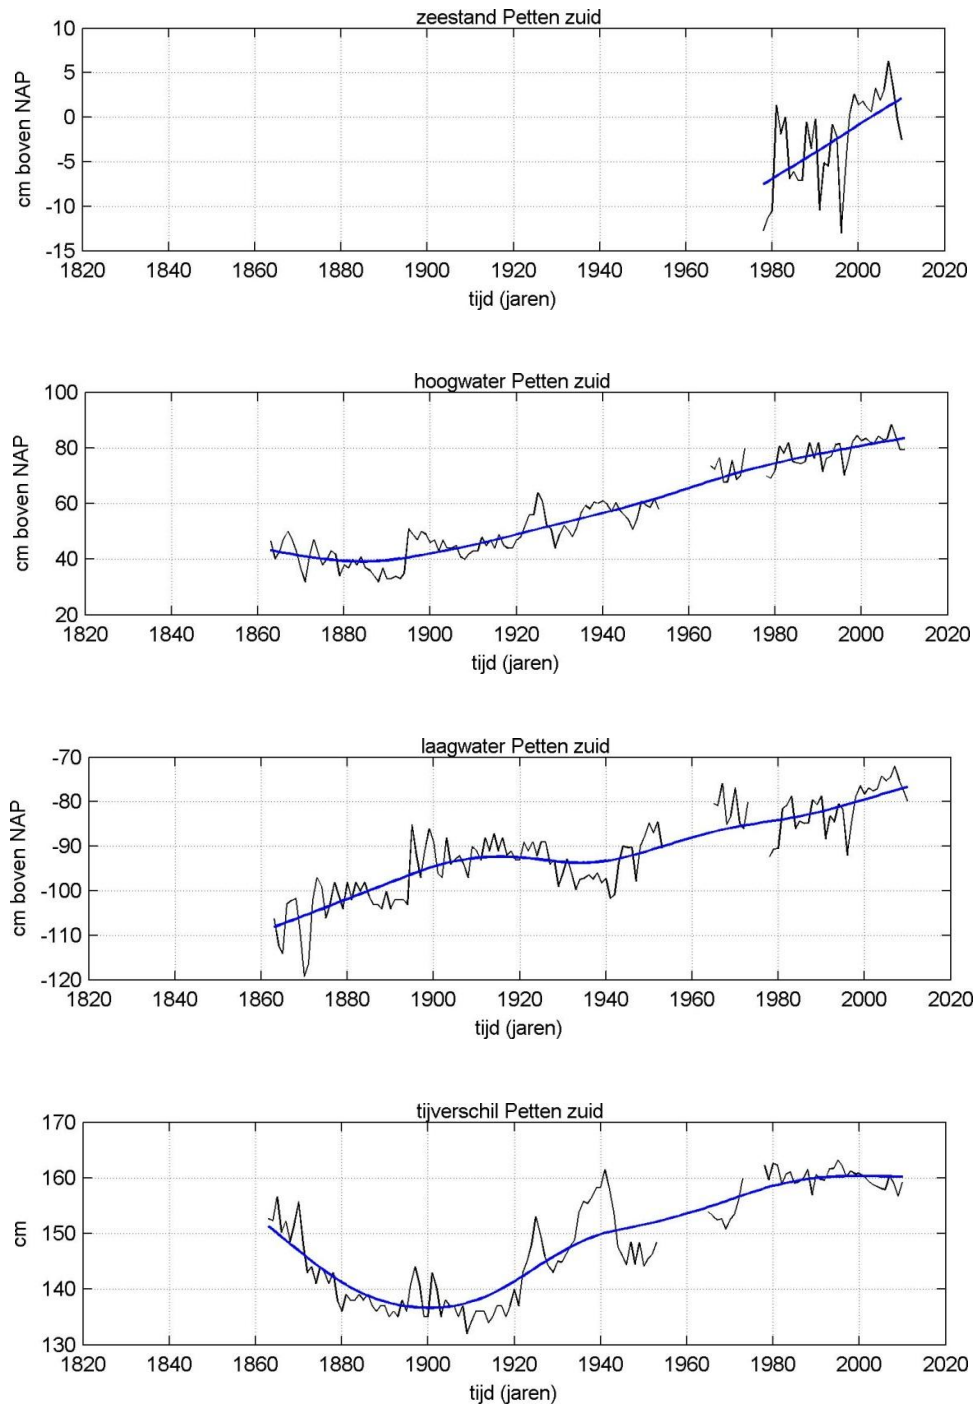 zeestand Petten zuid
10
5
0
-5
-10
-15
cm boven NAP
1820 1840 1860 1880 1900 1920 1940 1960 1980 2000 2020
tijd (jaren)
hoogwater Petten zuid
100
80
60
40
20
cm boven NAP
1820 1840 1860 1880 1900 1920 1940 1960 1980 2000 2020
tijd (jaren)
laagwater Petten zuid
-70
-80
-90
-100
-110
-120
cm boven NAP
1820 1840 1860 1880 1900 1920 1940 1960 1980 2000 2020
tijd (jaren)
tijverschil Petten zuid
170
160
150
140
130
cm
1820 1840 1860 1880 1900 1920 1940 1960 1980 2000 2020
tijd (jaren)